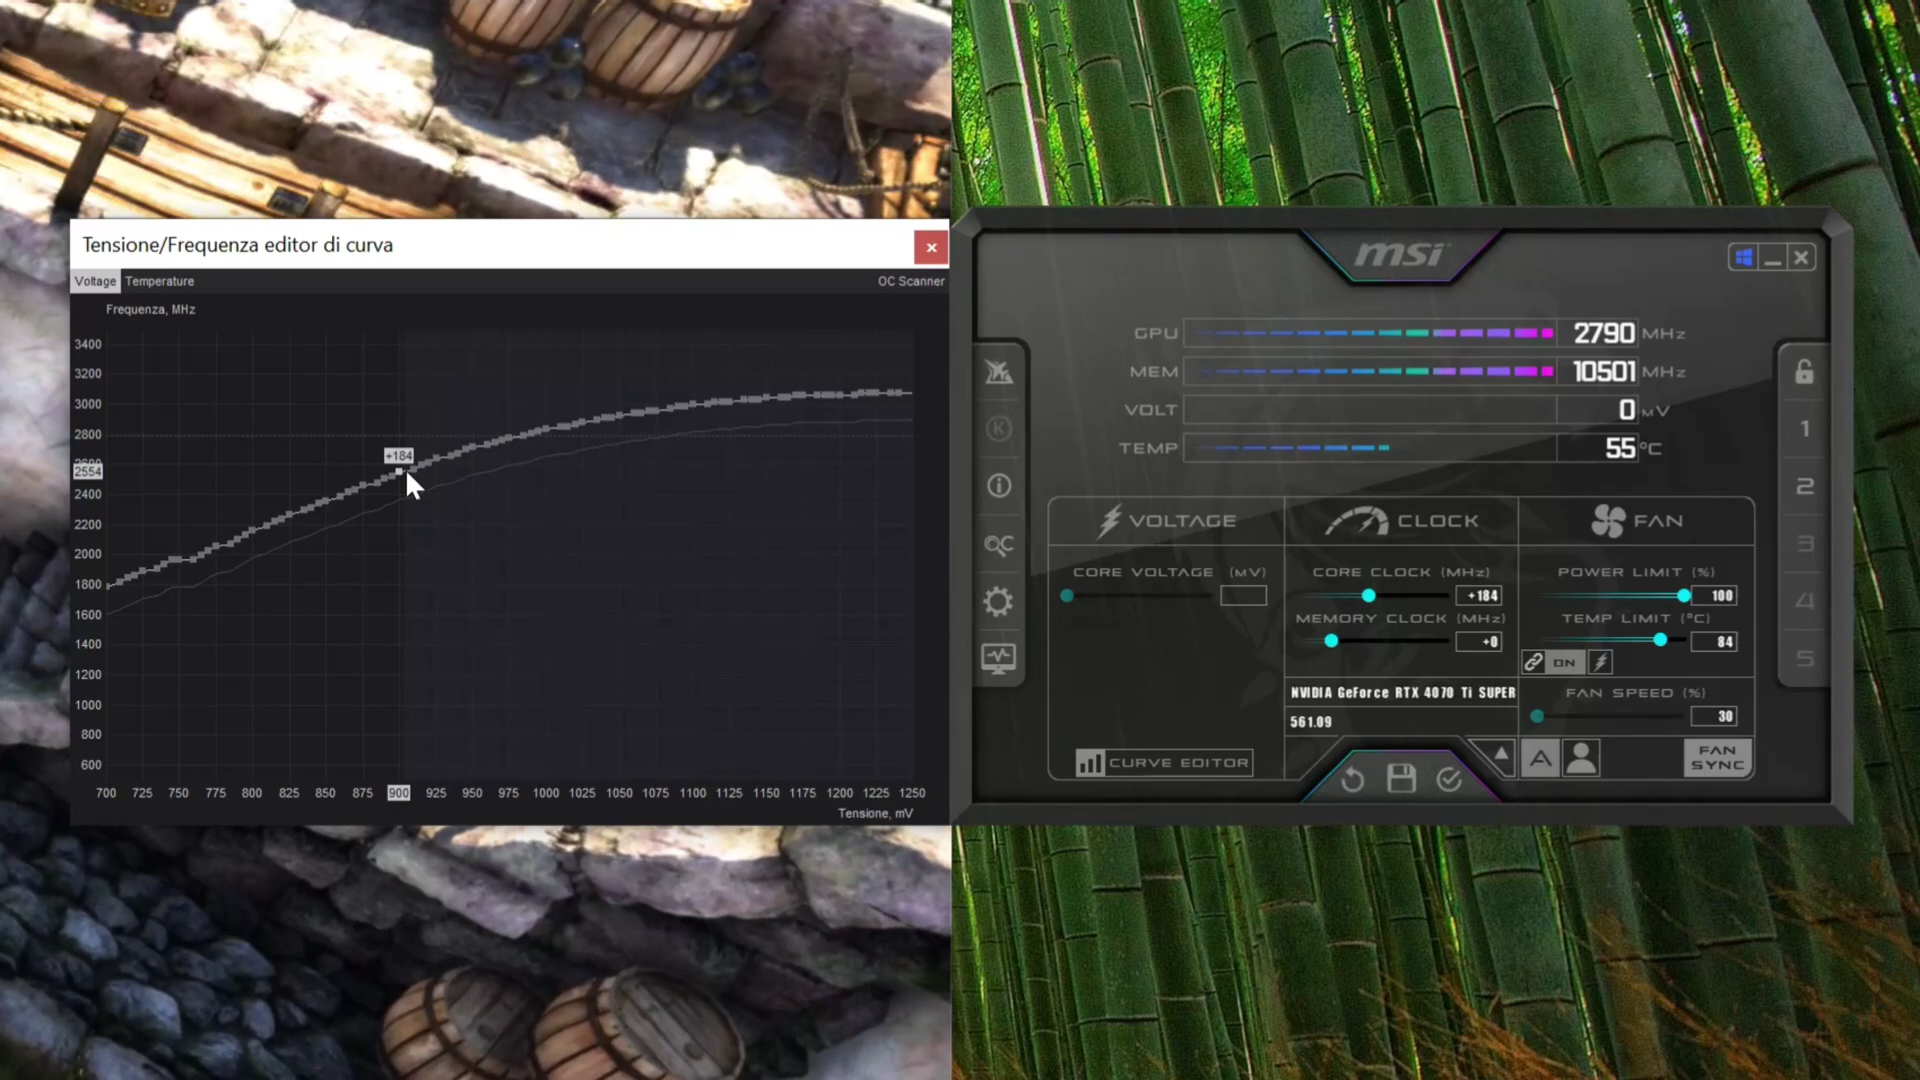 Tensione/Frequenza editor di curva
Voltage Temperature OC Scanner
Frequenza, MHz
3400
3200
3000
2800
2600
2554
2400
2200
2000
1800
1600
1400
1200
1000
800
600
+184
700 725 750 775 800 825 850 875 900 925 950 975 1000 1025 1050 1075 1100 1125 1150 1175 1200 1225 1250
Tensione, mV
msi
GPU 2790 MHz
MEM 10501 MHz
VOLT 0 MV
TEMP 55 °C
K
OC
1
2
3
4
5
VOLTAGE
CORE VOLTAGE (MV)
CURVE EDITOR
CLOCK
CORE CLOCK (MHz)
+184
MEMORY CLOCK (MHz)
+0
NVIDIA GeForce RTX 4070 Ti SUPER
561.09
FAN
POWER LIMIT (%)
100
TEMP LIMIT (°C)
84
ON
FAN SPEED (%)
30
A
FAN
SYNC